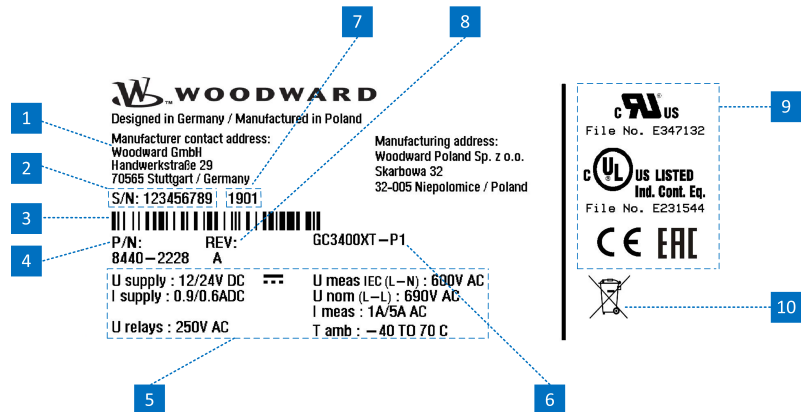 7
8
WOODWARD
TM
Designed in Germany / Manufactured in Poland
9
1
Manufacturer contact address:
Woodward GmbH
Handwerkstraße 29
70565 Stuttgart / Germany
Manufacturing address:
Woodward Poland Sp. z o.o.
Skarbowa 32
32-005 Niepolomice / Poland
2
S/N: 123456789 1901
3
4
P/N: REV: GC3400XT-P1
8440-2228 A
U supply : 12/24V DC
I supply : 0.9/0.6ADC
U relays : 250V AC
U meas IEC (L-N) : 600V AC
U nom (L-L) : 690V AC
I meas : 1A/5A AC
T amb : -40 TO 70 C
C RU ® US
File No. E347132
C UL ® US LISTED
Ind. Cont. Eq.
File No. E231544
CE EAC
10
5
6